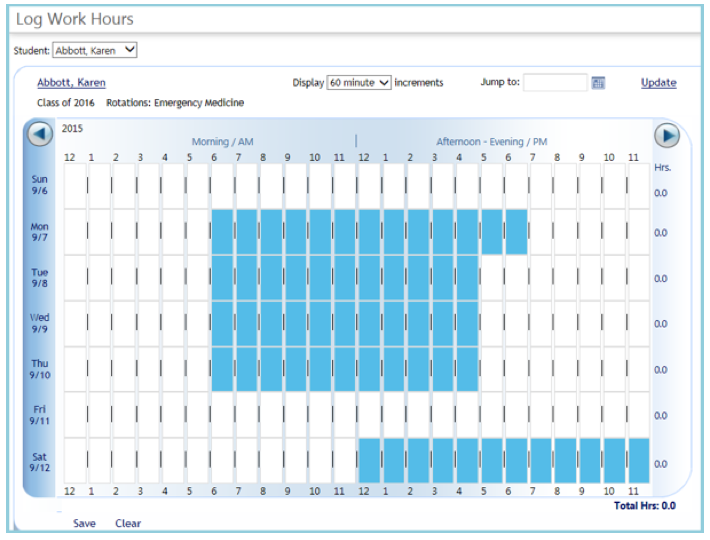 Log Work Hours
Student: Abbott, Karen
Abbott, Karen Display 60 minute increments Jump to: Update
Class of 2016 Rotations: Emergency Medicine
2015
Morning / AM Afternoon - Evening / PM
12 1 2 3 4 5 6 7 8 9 10 11 12 1 2 3 4 5 6 7 8 9 10 11
Hrs.
Sun
9/6 0.0
Mon
9/7 0.0
Tue
9/8 0.0
Wed
9/9 0.0
Thu
9/10 0.0
Fri
9/11 0.0
Sat
9/12 0.0
12 1 2 3 4 5 6 7 8 9 10 11 12 1 2 3 4 5 6 7 8 9 10 11
Total Hrs: 0.0
Save Clear